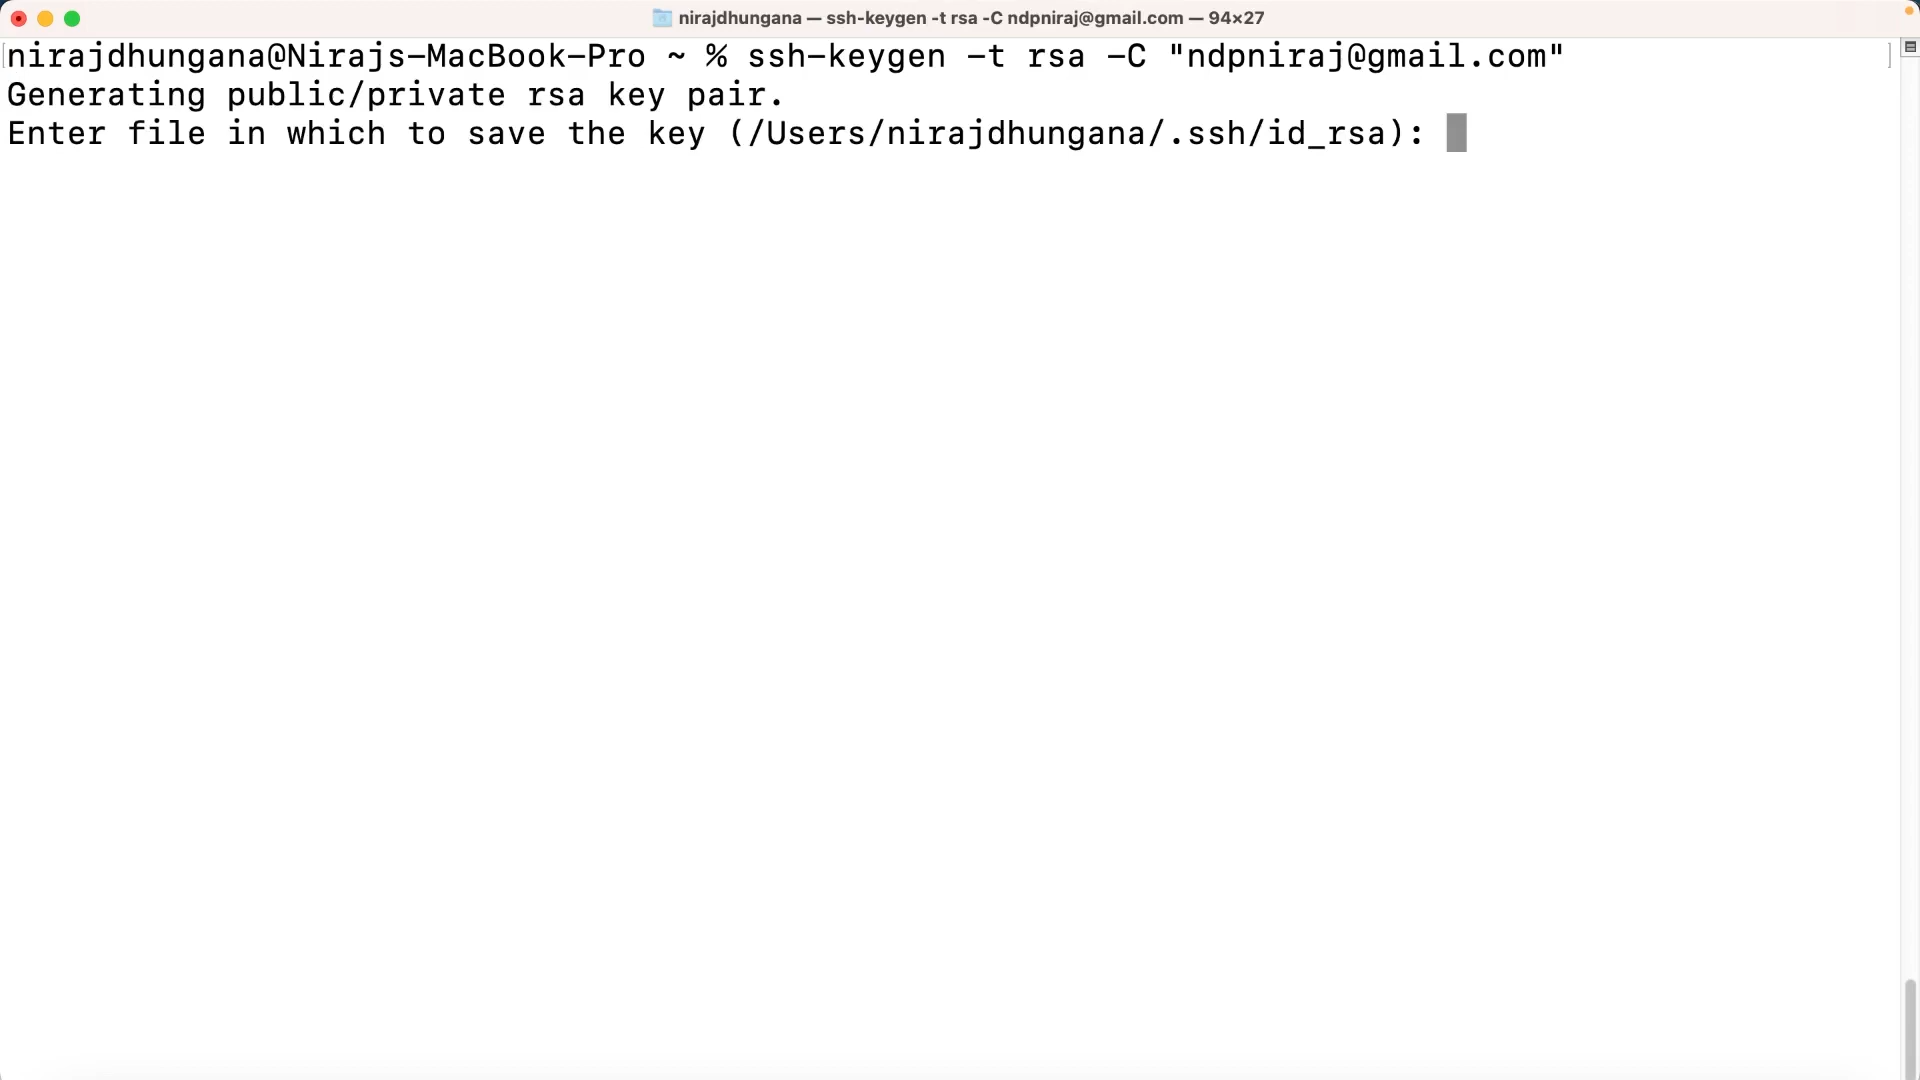 nirajdhungana — ssh-keygen -t rsa -C ndpniraj@gmail.com — 94×27
nirajdhungana@Nirajs-MacBook-Pro ~ % ssh-keygen -t rsa -C "ndpniraj@gmail.com"
Generating public/private rsa key pair.
Enter file in which to save the key (/Users/nirajdhungana/.ssh/id_rsa):